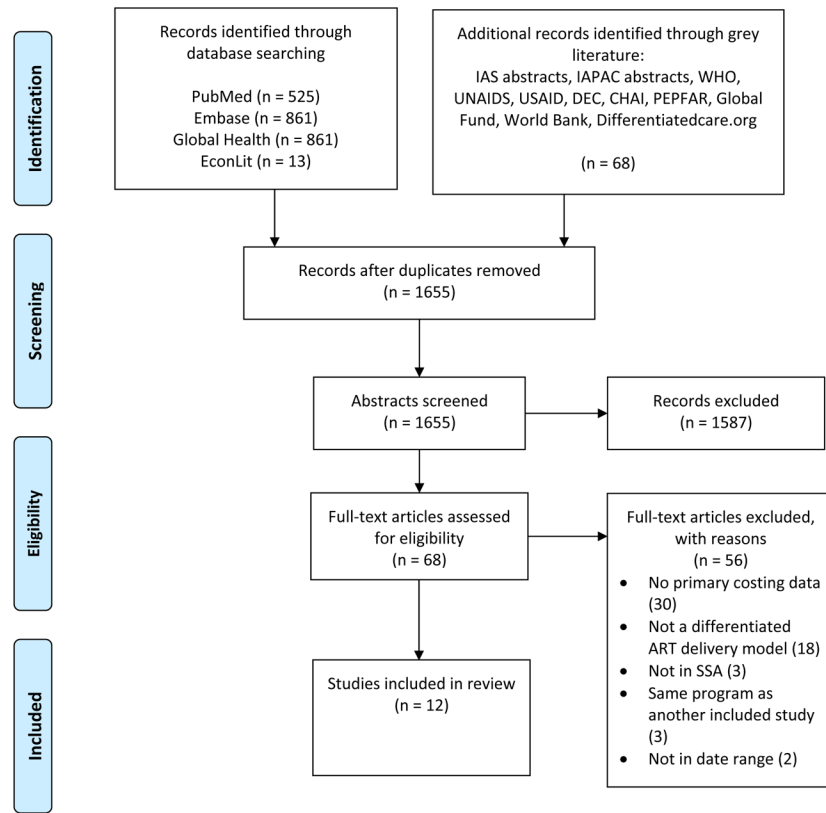 Identification
Records identified through
database searching
PubMed (n = 525)
Embase (n = 861)
Global Health (n = 861)
EconLit (n = 13)
Additional records identified through grey
literature:
IAS abstracts, IAPAC abstracts, WHO,
UNAIDS, USAID, DEC, CHAI, PEPFAR, Global
Fund, World Bank, Differentiatedcare.org
(n = 68)
Screening
Records after duplicates removed
(n = 1655)
Abstracts screened
(n = 1655)
Records excluded
(n = 1587)
Eligibility
Full-text articles assessed
for eligibility
(n = 68)
Full-text articles excluded,
with reasons
(n = 56)
• No primary costing data
(30)
• Not a differentiated
ART delivery model (18)
• Not in SSA (3)
• Same program as
another included study
(3)
• Not in date range (2)
Included
Studies included in review
(n = 12)